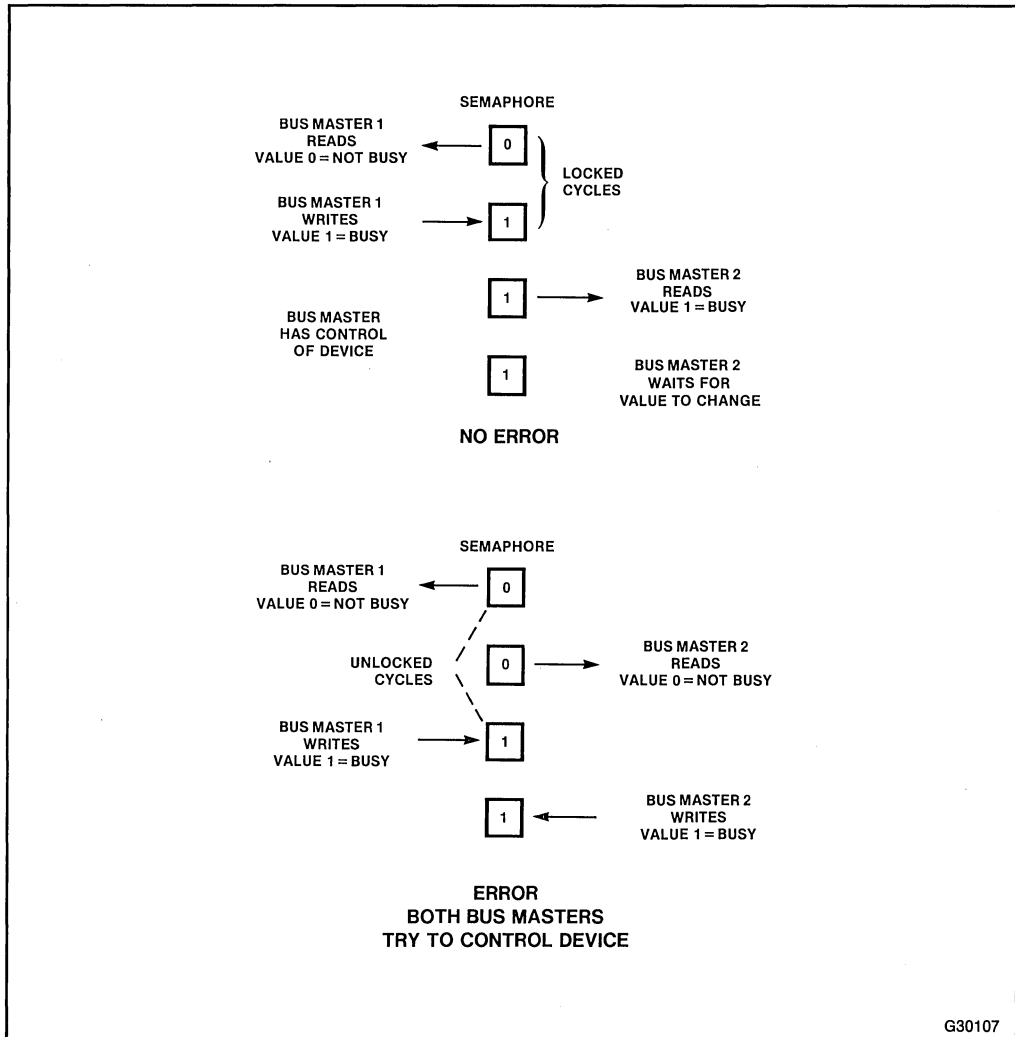 SEMAPHORE
BUS MASTER 1
READS
VALUE 0 = NOT BUSY
0
LOCKED
CYCLES
BUS MASTER 1
WRITES
VALUE 1 = BUSY
1
BUS MASTER
HAS CONTROL
OF DEVICE
1
BUS MASTER 2
READS
VALUE 1 = BUSY
1
BUS MASTER 2
WAITS FOR
VALUE TO CHANGE
NO ERROR
SEMAPHORE
BUS MASTER 1
READS
VALUE 0 = NOT BUSY
0
UNLOCKED
CYCLES
0
BUS MASTER 2
READS
VALUE 0 = NOT BUSY
BUS MASTER 1
WRITES
VALUE 1 = BUSY
1
1
BUS MASTER 2
WRITES
VALUE 1 = BUSY
ERROR
BOTH BUS MASTERS
TRY TO CONTROL DEVICE
G30107